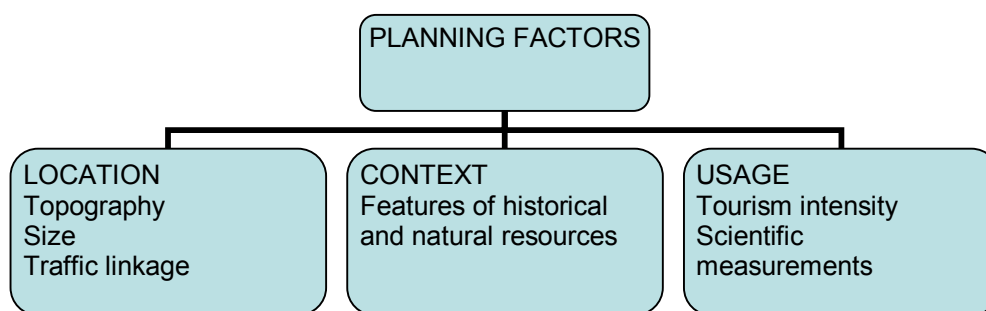 PLANNING FACTORS
LOCATION
Topography
Size
Traffic linkage
CONTEXT
Features of historical
and natural resources
USAGE
Tourism intensity
Scientific
measurements